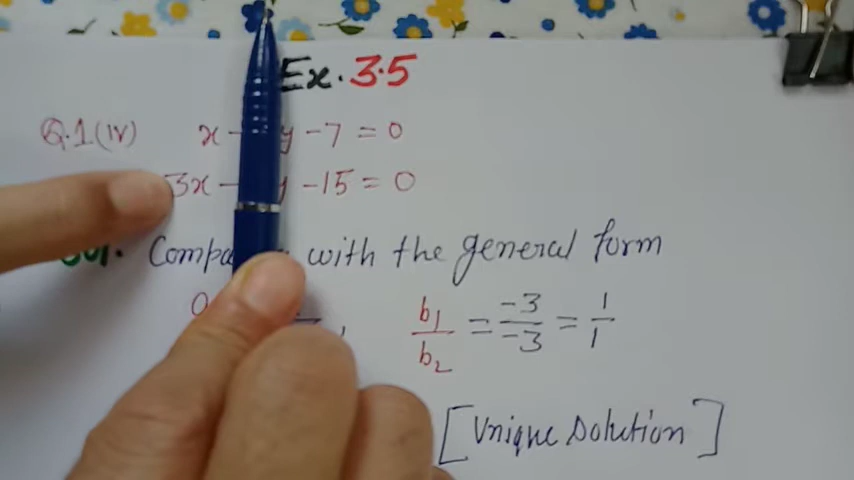 Ex. 3.5
Q.1(iv) x - y - 7 = 0
3x - y - 15 = 0
with the general form
b1/b2 = -3/-3 = 1/1
[Unique Solution]